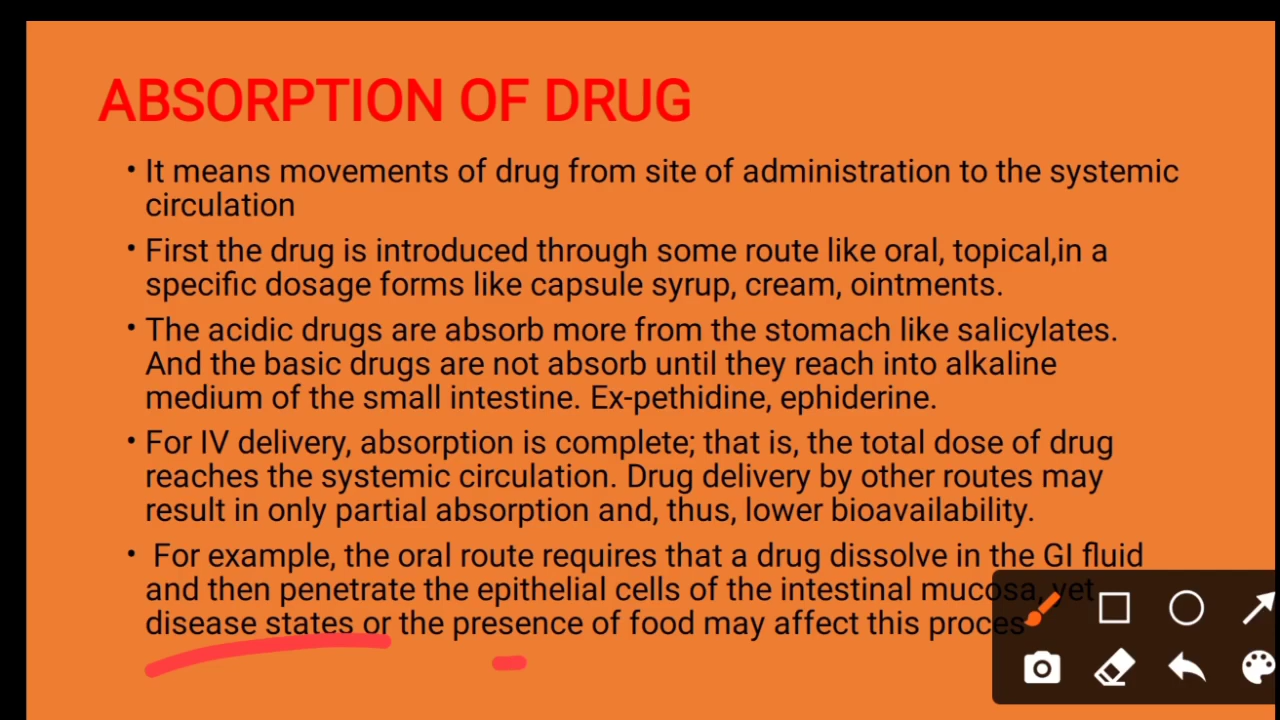 ABSORPTION OF DRUG
• It means movements of drug from site of administration to the systemic
circulation
• First the drug is introduced through some route like oral, topical,in a
specific dosage forms like capsule syrup, cream, ointments.
• The acidic drugs are absorb more from the stomach like salicylates.
And the basic drugs are not absorb until they reach into alkaline
medium of the small intestine. Ex-pethidine, ephiderine.
• For IV delivery, absorption is complete; that is, the total dose of drug
reaches the systemic circulation. Drug delivery by other routes may
result in only partial absorption and, thus, lower bioavailability.
• For example, the oral route requires that a drug dissolve in the GI fluid
and then penetrate the epithelial cells of the intestinal mucosa, yet
disease states or the presence of food may affect this proces